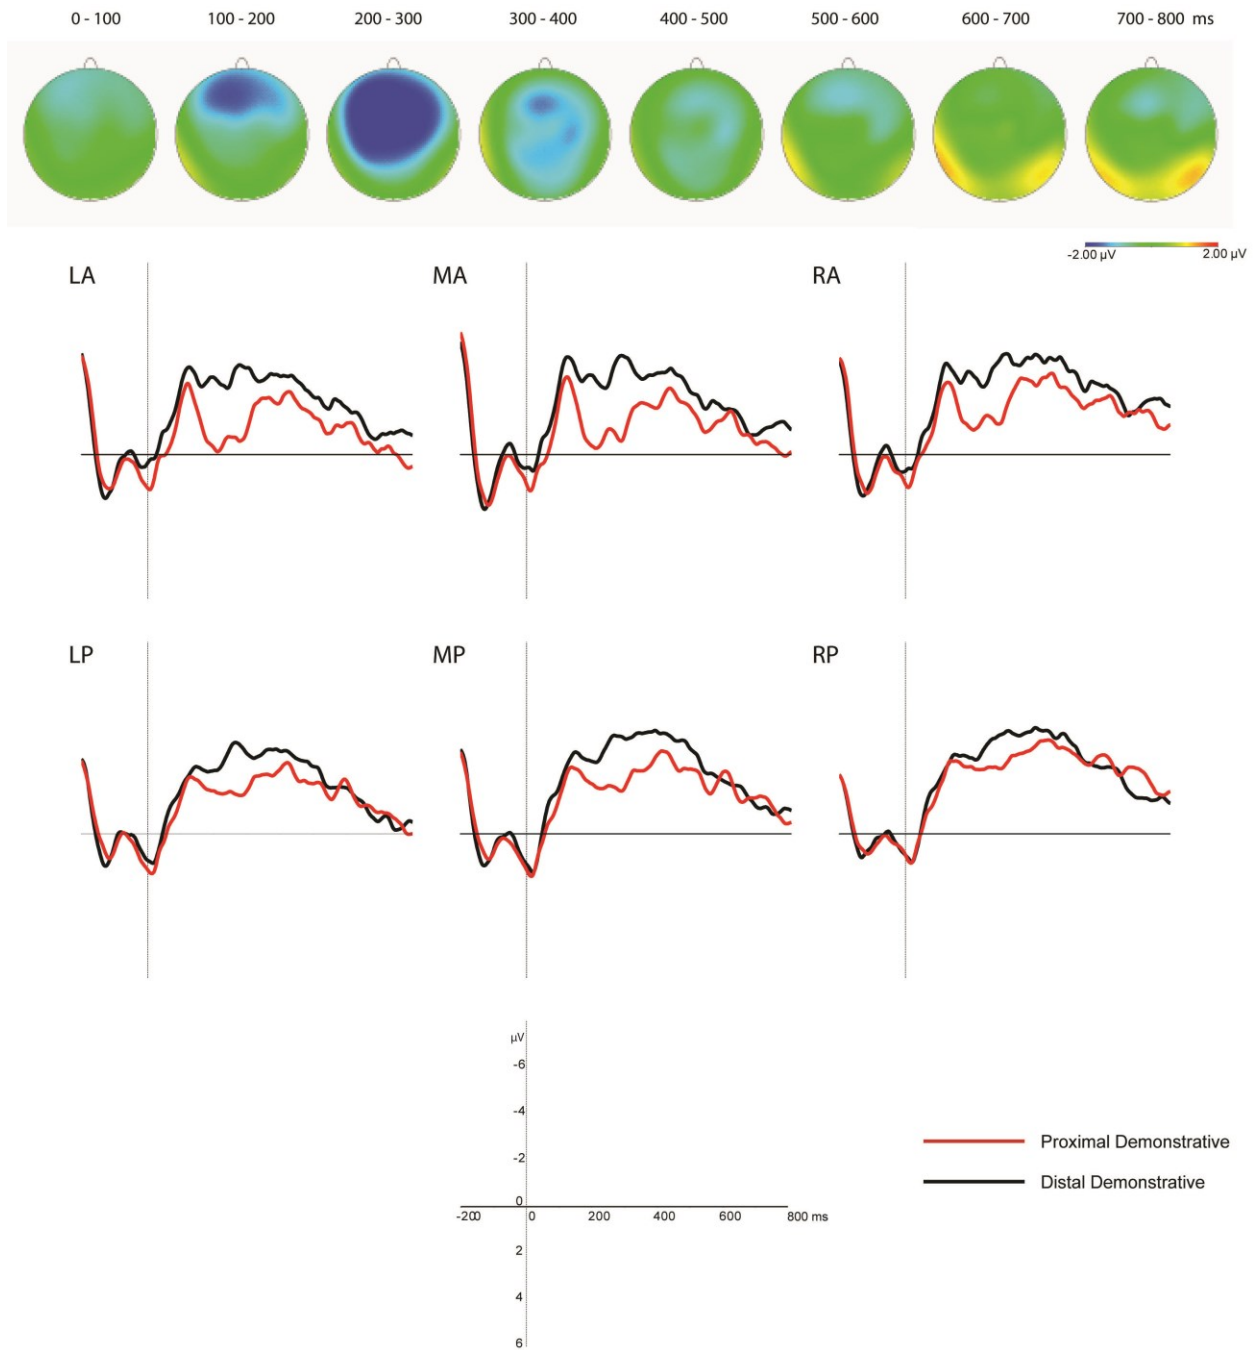 0 - 100 100 - 200 200 - 300 300 - 400 400 - 500 500 - 600 600 - 700 700 - 800 ms
-2.00 µV 2.00 µV
LA MA RA
LP MP RP
µV
-6
-4
-2
0
-200 0 200 400 600 800 ms
2
4
6
Proximal Demonstrative
Distal Demonstrative